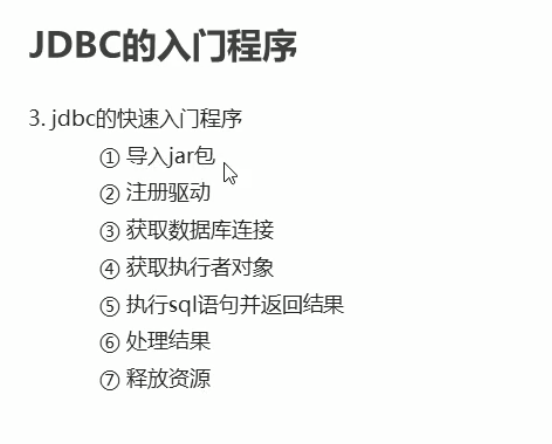 JDBC的入门程序
3. jdbc的快速入门程序
① 导入jar包
② 注册驱动
③ 获取数据库连接
④ 获取执行者对象
⑤ 执行sql语句并返回结果
⑥ 处理结果
⑦ 释放资源